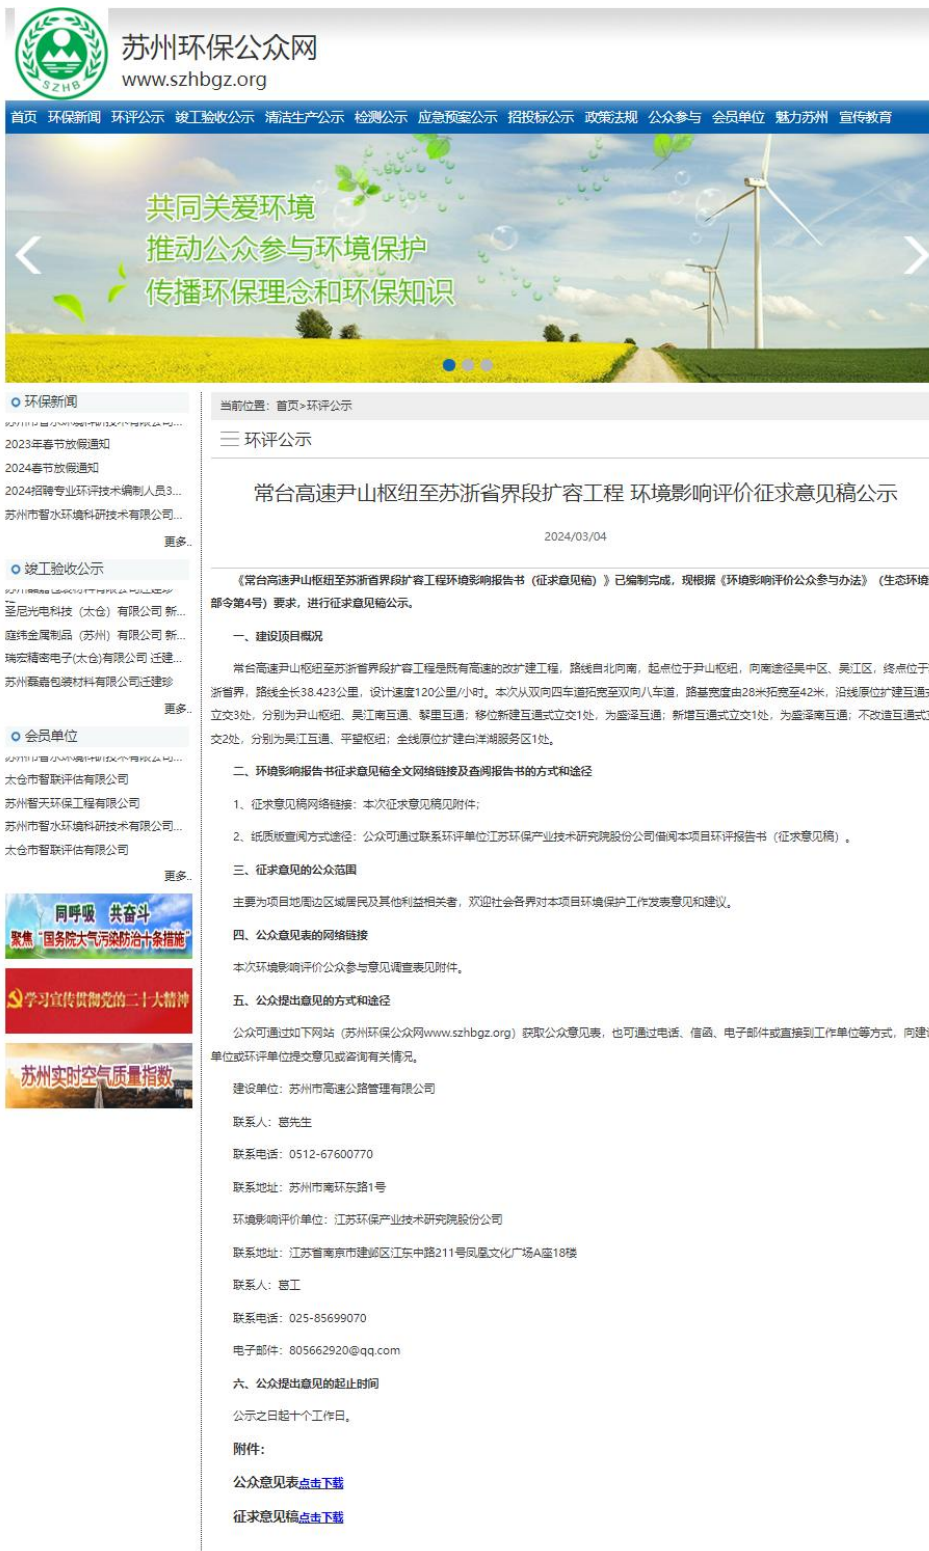 SZHB
苏州环保公众网
www.szhbgz.org
首页 环保新闻 环评公示 竣工验收公示 清洁生产公示 检测公示 应急预案公示 招投标公示 政策法规 公众参与 会员单位 魅力苏州 宣传教育
共同关爱环境
推动公众参与环境保护
传播环保理念和环保知识
环保新闻
2023年春节放假通知
2024春节放假通知
2024招聘专业环评技术编制人员3...
苏州市智水环境科研技术有限公司...
更多..
竣工验收公示
圣尼光电科技（太仓）有限公司 新...
庭纬金属制品（苏州）有限公司 新...
瑞宏精密电子(太仓)有限公司 迁建...
苏州磊嘉包装材料有限公司迁建珍
更多..
会员单位
太仓市智联评估有限公司
苏州智天环保工程有限公司
苏州市智水环境科研技术有限公司...
太仓市智联评估有限公司
更多..
同呼吸 共奋斗
聚焦“国务院大气污染防治十条措施”
学习宣传贯彻党的二十大精神
苏州实时空气质量指数
当前位置：首页>环评公示
环评公示
常台高速尹山枢纽至苏浙省界段扩容工程 环境影响评价征求意见稿公示
2024/03/04
《常台高速尹山枢纽至苏浙省界段扩容工程环境影响报告书（征求意见稿）》已编制完成，现根据《环境影响评价公众参与办法》（生态环境
部令第4号）要求，进行征求意见稿公示。
一、建设项目概况
常台高速尹山枢纽至苏浙省界段扩容工程是既有高速的改扩建工程，路线自北向南，起点位于尹山枢纽，向南途径吴中区、吴江区，终点位于
浙省界，路线全长38.423公里，设计速度120公里/小时。本次从双向四车道拓宽至双向八车道，路基宽度由28米拓宽至42米，沿线原位扩建互通
立交3处，分别为尹山枢纽、吴江南互通、黎里互通；移位新建互通式立交1处，为盛泽互通；新增互通式立交1处，为盛泽南互通；不改造互通式
交2处，分别为吴江互通、平望枢纽；全线原位扩建白洋湖服务区1处。
二、环境影响报告书征求意见稿全文网络链接及查阅报告书的方式和途径
1、征求意见稿网络链接：本次征求意见稿见附件；
2、纸质版查阅方式途径：公众可通过联系环评单位江苏环保产业技术研究院股份公司借阅本项目环评报告书（征求意见稿）。
三、征求意见的公众范围
主要为项目地周边区域居民及其他利益相关者，欢迎社会各界对本项目环境保护工作发表意见和建议。
四、公众意见表的网络链接
本次环境影响评价公众参与意见调查表见附件。
五、公众提出意见的方式和途径
公众可通过如下网站（苏州环保公众网www.szhbgz.org）获取公众意见表，也可通过电话、信函、电子邮件或直接到工作单位等方式，向建
单位或环评单位提交意见或咨询有关情况。
建设单位：苏州市高速公路管理有限公司
联系人：葛先生
联系电话：0512-67600770
联系地址：苏州市南环东路1号
环境影响评价单位：江苏环保产业技术研究院股份公司
联系地址：江苏省南京市建邺区江东中路211号凤凰文化广场A座18楼
联系人：葛工
联系电话：025-85699070
电子邮件：805662920@qq.com
六、公众提出意见的起止时间
公示之日起十个工作日。
附件：
公众意见表点击下载
征求意见稿点击下载